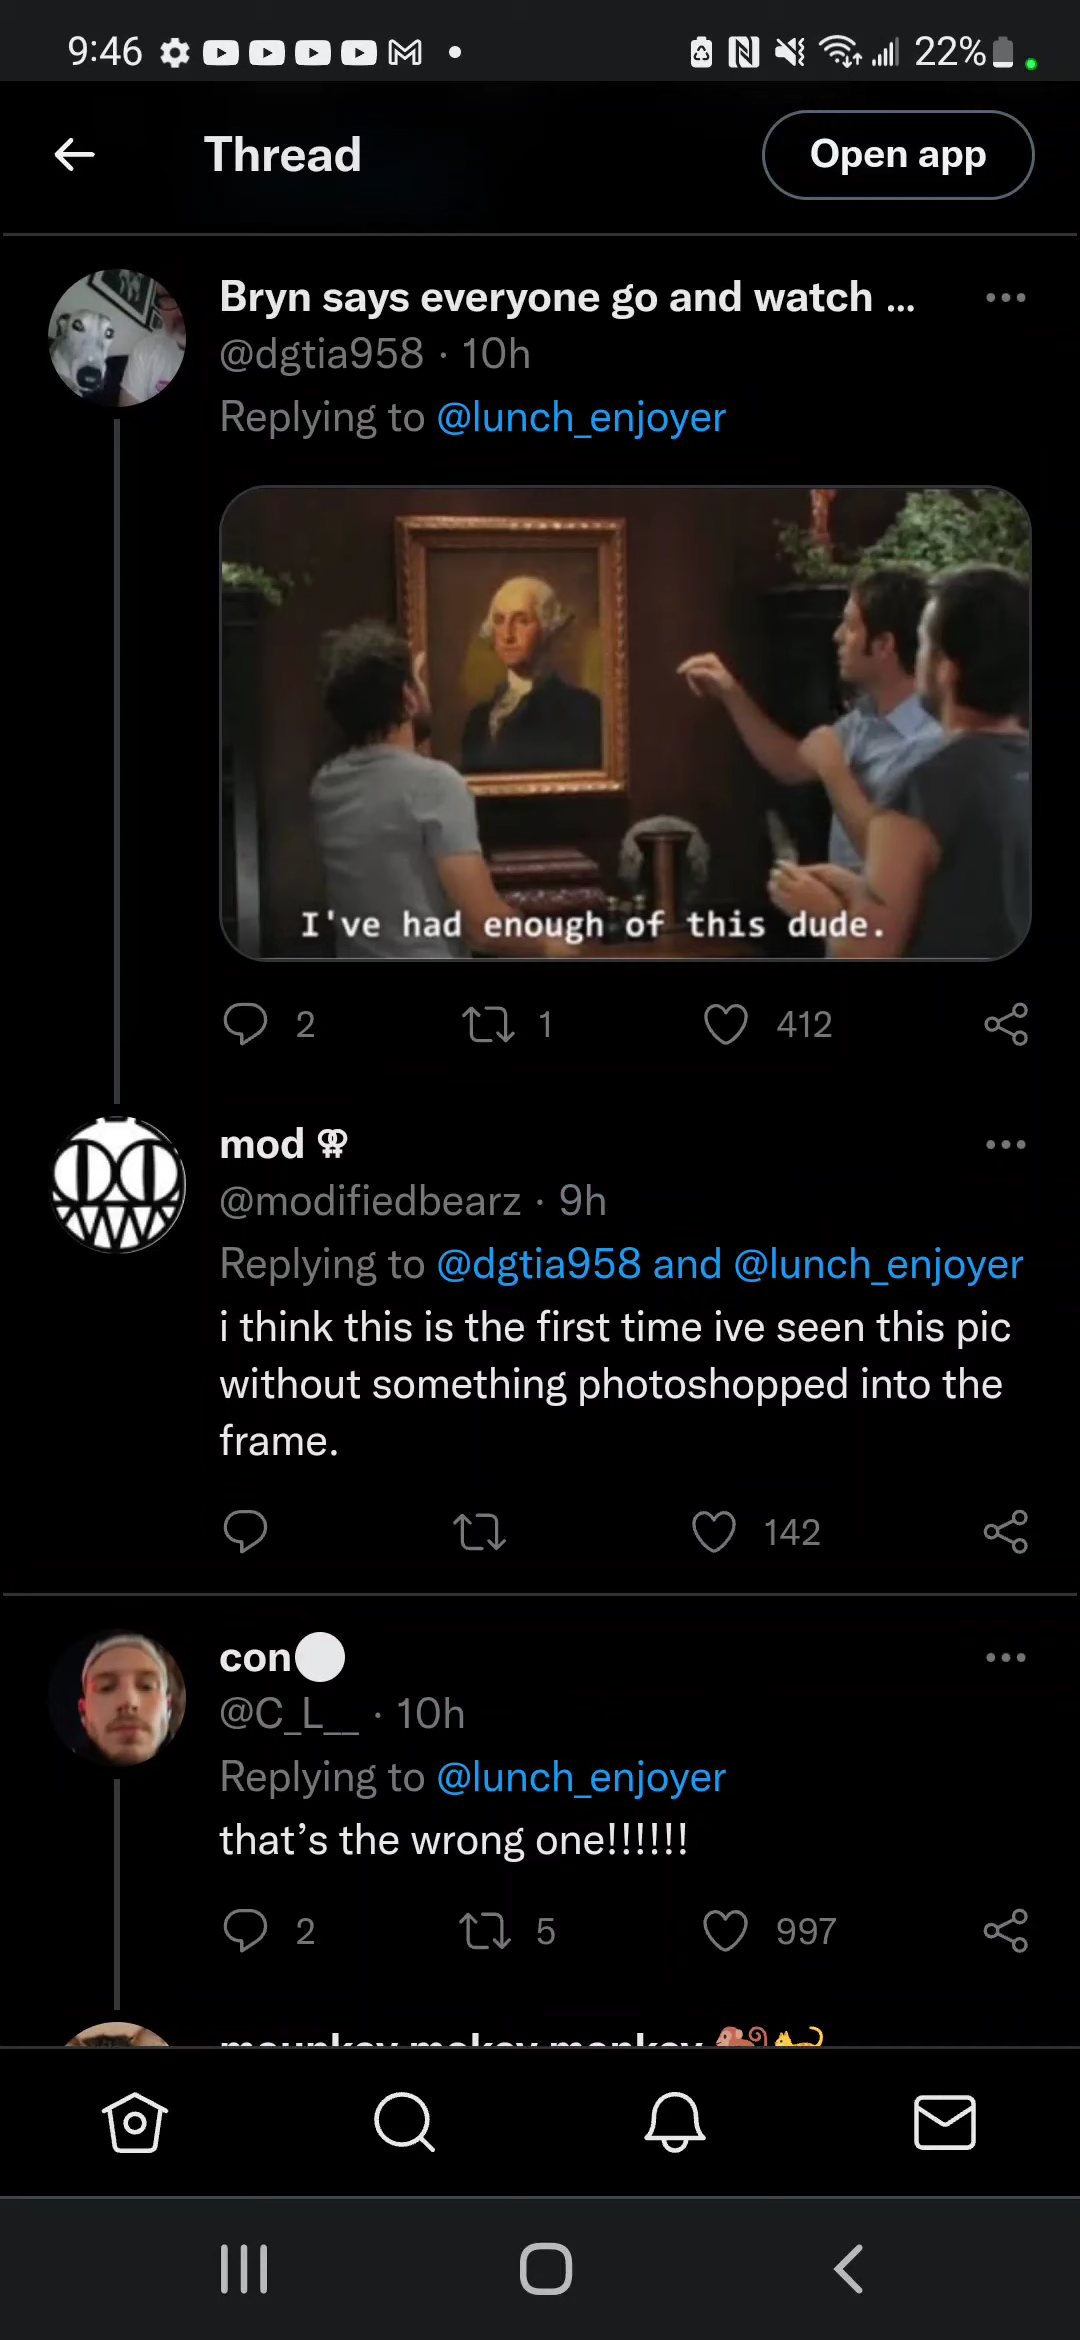 9:46
22%
Thread
Open app
Bryn says everyone go and watch ...
@dgtia958 · 10h
Replying to @lunch_enjoyer
I've had enough of this dude.
2
1
412
mod ⚢
@modifiedbearz · 9h
Replying to @dgtia958 and @lunch_enjoyer
i think this is the first time ive seen this pic
without something photoshopped into the
frame.
142
con
@C_L__ · 10h
Replying to @lunch_enjoyer
that’s the wrong one!!!!!!
2
5
997